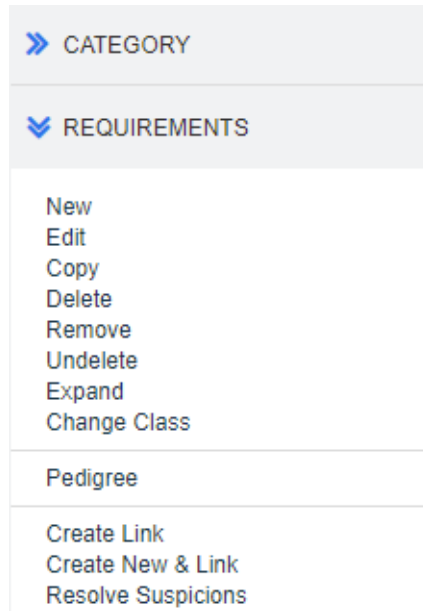 CATEGORY
REQUIREMENTS
New
Edit
Copy
Delete
Remove
Undelete
Expand
Change Class
Pedigree
Create Link
Create New & Link
Resolve Suspicions